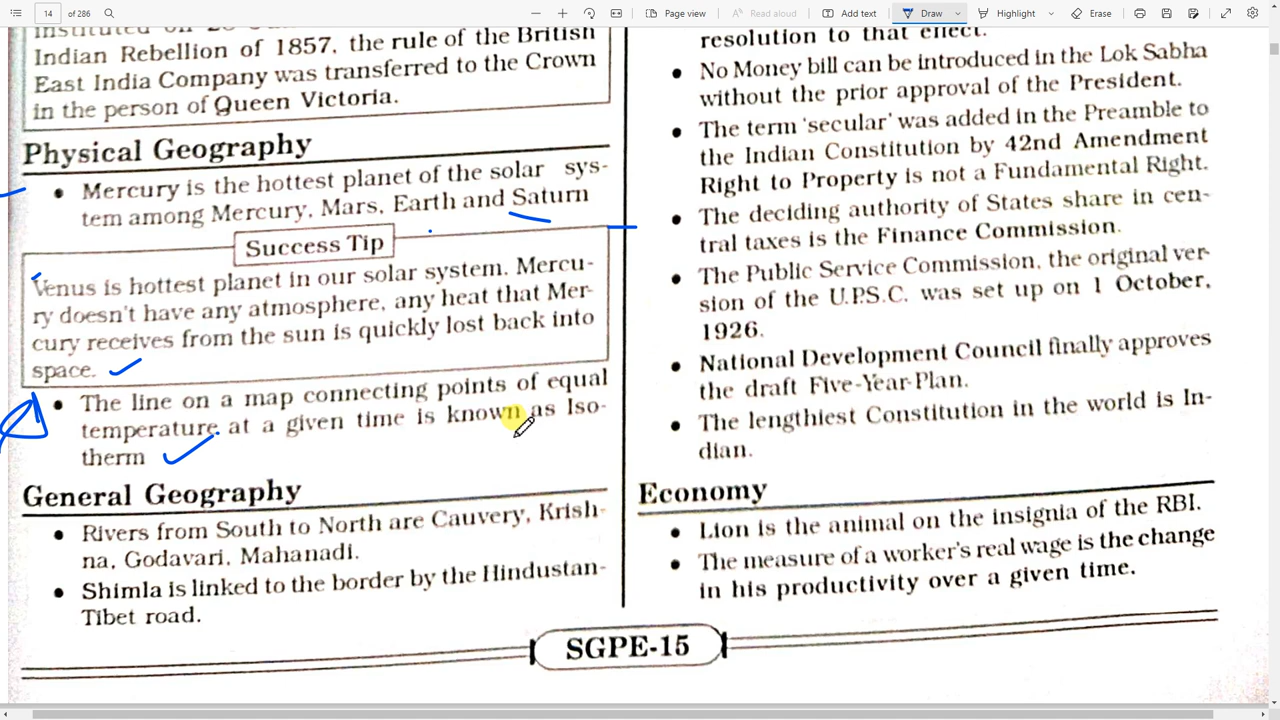 14 of 286
Page view
Read aloud
Add text
Draw
Highlight
Erase
Indian Rebellion of 1857, the rule of the British
East India Company was transferred to the Crown
in the person of Queen Victoria.
Physical Geography
• Mercury is the hottest planet of the solar sys-
tem among Mercury, Mars, Earth and Saturn
Success Tip
Venus is hottest planet in our solar system. Mercu-
ry doesn't have any atmosphere, any heat that Mer-
cury receives from the sun is quickly lost back into
space.
• The line on a map connecting points of equal
temperature at a given time is known as Iso-
therm
General Geography
• Rivers from South to North are Cauvery, Krish-
na, Godavari, Mahanadi.
• Shimla is linked to the border by the Hindustan-
Tibet road.
resolution to that effect.
• No Money bill can be introduced in the Lok Sabha
without the prior approval of the President.
• The term 'secular' was added in the Preamble to
the Indian Constitution by 42nd Amendment
Right to Property is not a Fundamental Right.
• The deciding authority of States share in cen-
tral taxes is the Finance Commission.
• The Public Service Commission, the original ver-
sion of the U.P.S.C. was set up on 1 October,
1926.
• National Development Council finally approves
the draft Five-Year-Plan.
• The lengthiest Constitution in the world is In-
dian.
Economy
• Lion is the animal on the insignia of the RBI.
• The measure of a worker's real wage is the change
in his productivity over a given time.
SGPE-15